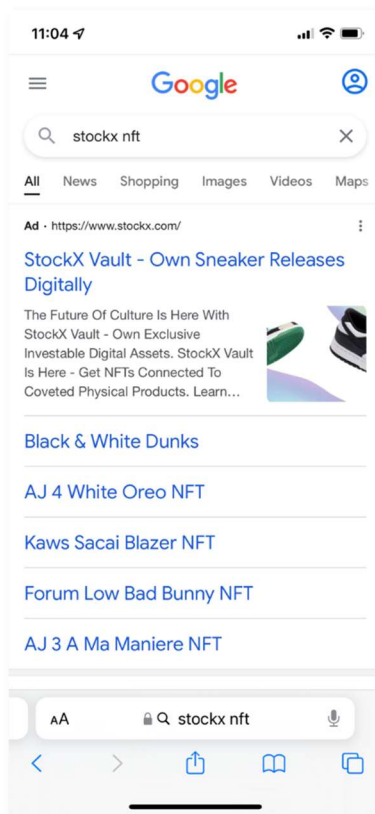 11:04
Google
stockx nft
All News Shopping Images Videos Maps
Ad · https://www.stockx.com/
StockX Vault - Own Sneaker Releases
Digitally
The Future Of Culture Is Here With
StockX Vault - Own Exclusive
Investable Digital Assets. StockX Vault
Is Here - Get NFTs Connected To
Coveted Physical Products. Learn...
Black & White Dunks
AJ 4 White Oreo NFT
Kaws Sacai Blazer NFT
Forum Low Bad Bunny NFT
AJ 3 A Ma Maniere NFT
AA stockx nft